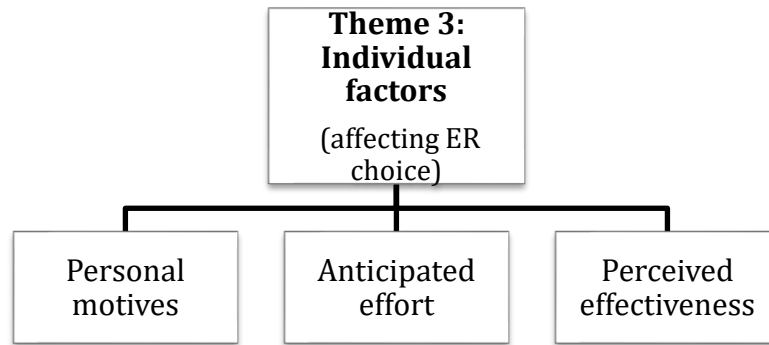 Theme 3:
Individual
factors
(affecting ER
choice)
Personal
motives
Anticipated
effort
Perceived
effectiveness